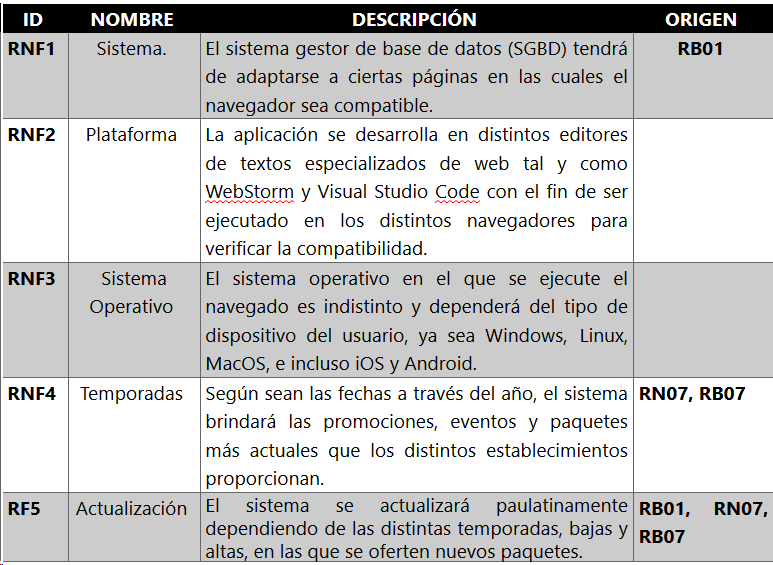 ID NOMBRE DESCRIPCIÓN ORIGEN
RNF1 Sistema. El sistema gestor de base de datos (SGBD) tendrá RB01
de adaptarse a ciertas páginas en las cuales el
navegador sea compatible.
RNF2 Plataforma La aplicación se desarrolla en distintos editores
de textos especializados de web tal y como
WebStorm y Visual Studio Code con el fin de ser
ejecutado en los distintos navegadores para
verificar la compatibilidad.
RNF3 Sistema El sistema operativo en el que se ejecute el
Operativo navegado es indistinto y dependerá del tipo de
dispositivo del usuario, ya sea Windows, Linux,
MacOS, e incluso iOS y Android.
RNF4 Temporadas Según sean las fechas a través del año, el sistema RN07, RB07
brindará las promociones, eventos y paquetes
más actuales que los distintos establecimientos
proporcionan.
RF5 Actualización El sistema se actualizará paulatinamente RB01, RN07,
dependiendo de las distintas temporadas, bajas y RB07
altas, en las que se oferten nuevos paquetes.